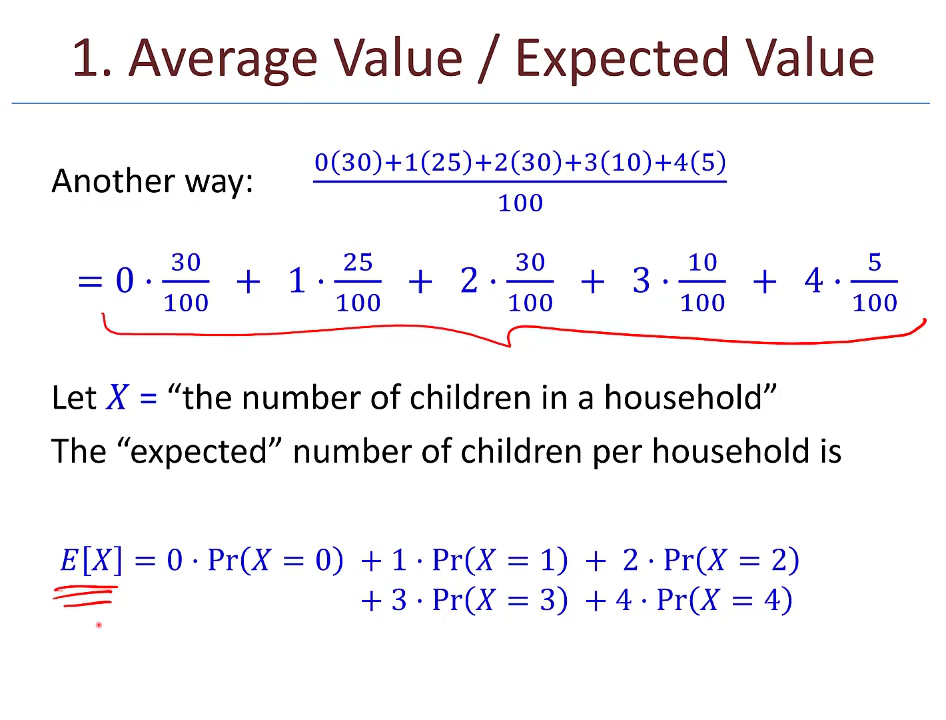 1. Average Value / Expected Value
Another way: 0(30)+1(25)+2(30)+3(10)+4(5)
100
= 0 · 30/100 + 1 · 25/100 + 2 · 30/100 + 3 · 10/100 + 4 · 5/100
Let X = “the number of children in a household”
The “expected” number of children per household is
E[X] = 0 · Pr(X = 0) + 1 · Pr(X = 1) + 2 · Pr(X = 2)
+ 3 · Pr(X = 3) + 4 · Pr(X = 4)